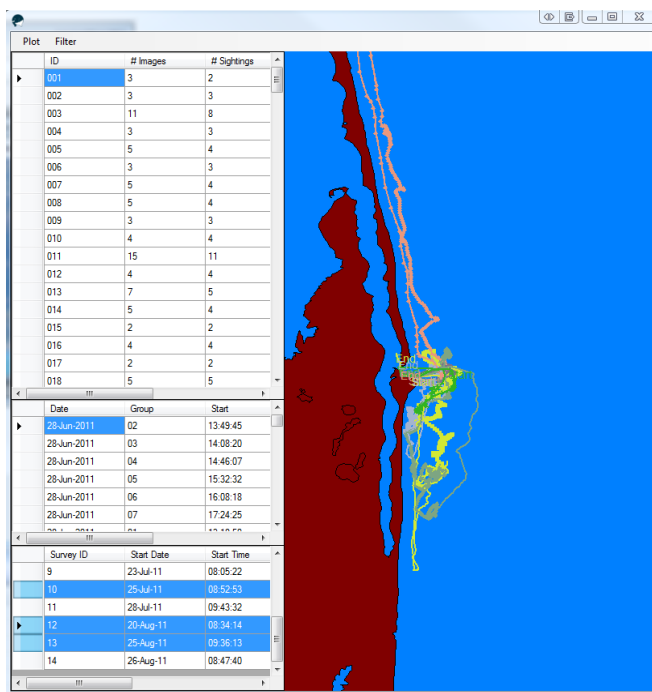 Plot Filter
ID # Images # Sightings
001 3 2
002 3 3
003 11 8
004 3 3
005 5 4
006 3 3
007 5 4
008 5 4
009 3 3
010 4 4
011 15 11
012 4 4
013 7 5
014 5 4
015 2 2
016 4 4
017 2 2
018 5 5
Date Group Start
28-Jun-2011 02 13:49:45
28-Jun-2011 03 14:08:20
28-Jun-2011 04 14:46:07
28-Jun-2011 05 15:32:32
28-Jun-2011 06 16:08:18
28-Jun-2011 07 17:24:25
Survey ID Start Date Start Time
9 23-Jul-11 08:05:22
10 25-Jul-11 08:52:53
11 28-Jul-11 09:43:32
12 20-Aug-11 08:34:14
13 25-Aug-11 09:36:13
14 26-Aug-11 08:47:40
End
End
End
Start